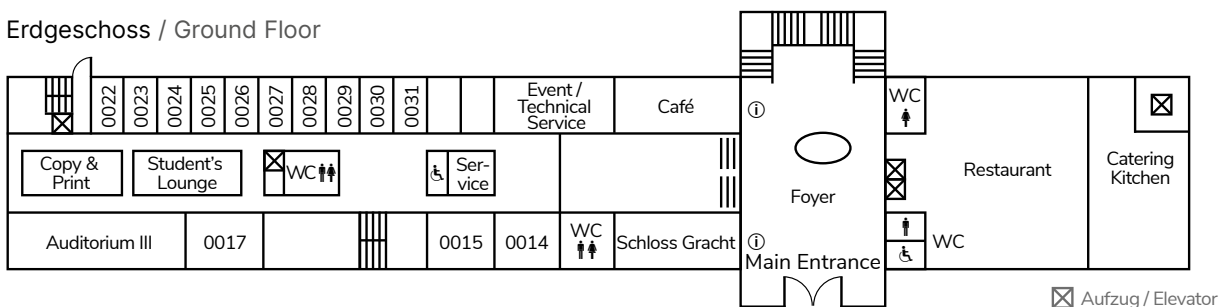 Erdgeschoss / Ground Floor
0022
0023
0024
0025
0026
0027
0028
0029
0030
0031
Event /
Technical
Service
Café
WC
Copy &
Print
Student's
Lounge
WC
Ser-
vice
Foyer
Restaurant
Catering
Kitchen
Auditorium III
0017
0015
0014
WC
Schloss Gracht
Main Entrance
WC
Aufzug / Elevator